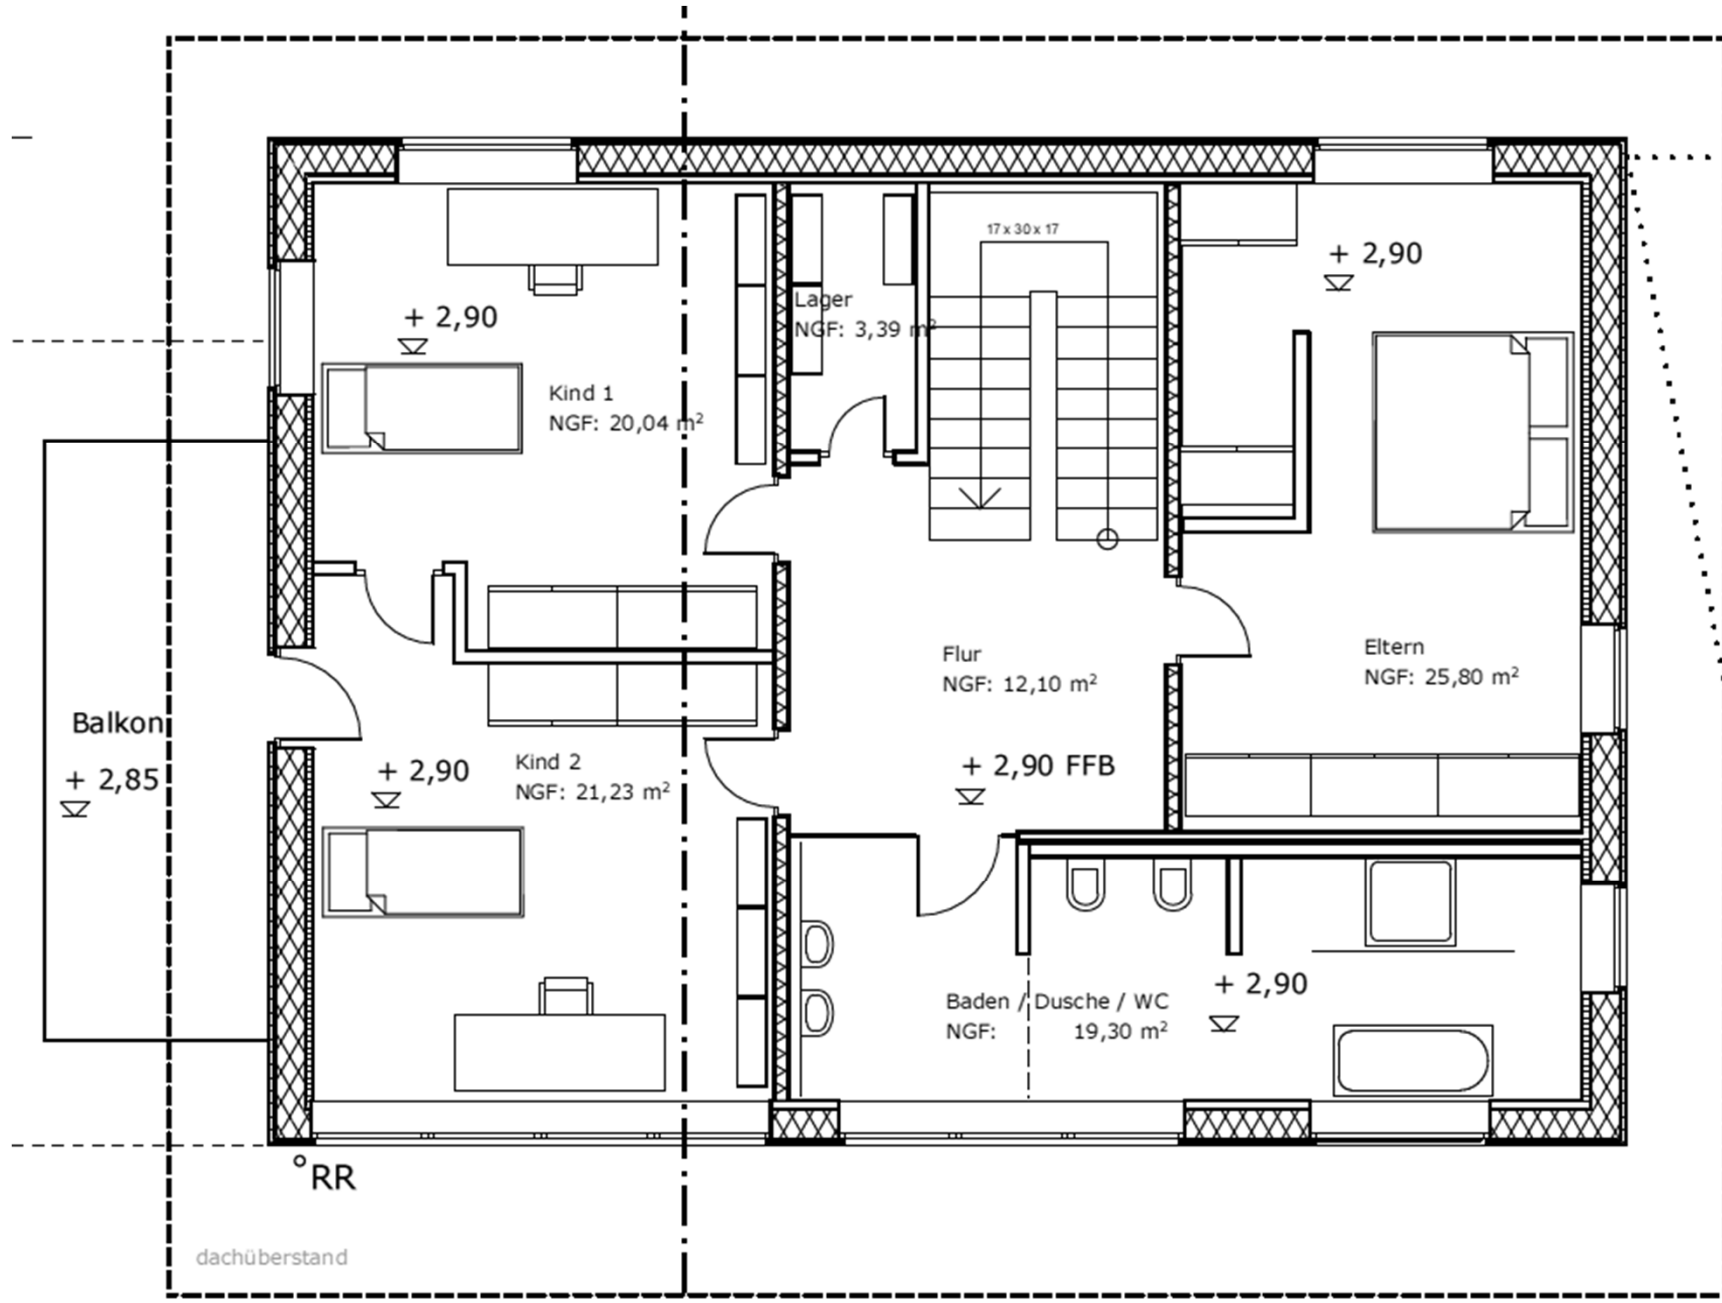 17 x 30 x 17
+ 2,90
+ 2,90
Lager
NGF: 3,39 m²
Kind 1
NGF: 20,04 m²
Flur
NGF: 12,10 m²
Eltern
NGF: 25,80 m²
Balkon
+ 2,85
+ 2,90
Kind 2
NGF: 21,23 m²
+ 2,90 FFB
+ 2,90
Baden / Dusche / WC
NGF: 19,30 m²
RR
dachüberstand